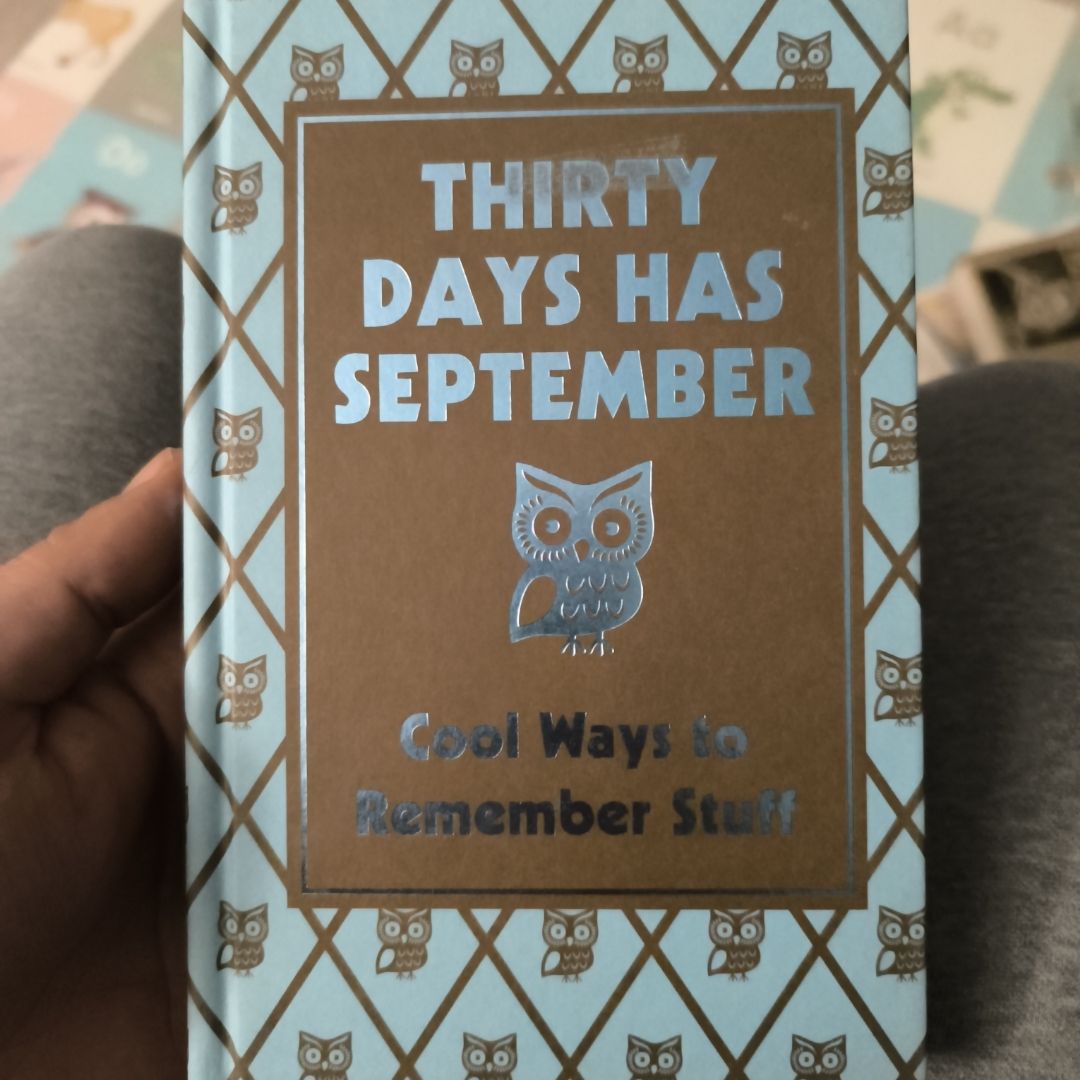 THIRTY
DAYS HAS
SEPTEMBER
Cool Ways to
Remember Stuff